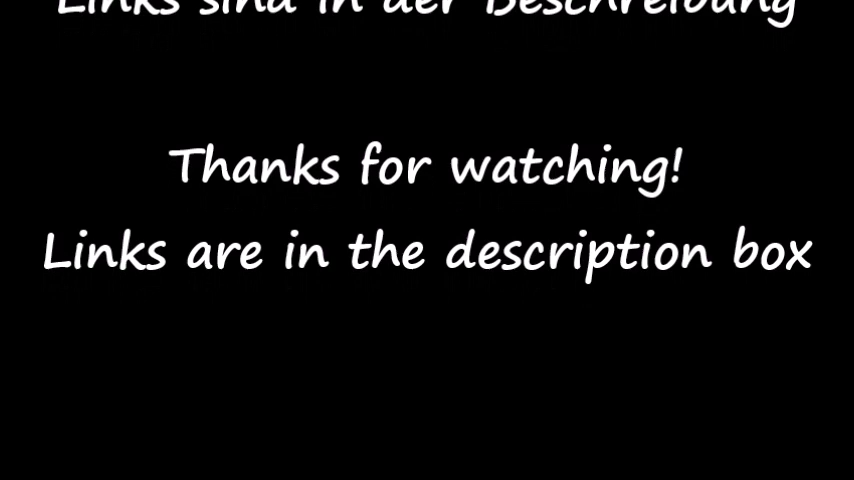 Links sind in der Beschreibung
Thanks for watching!
Links are in the description box